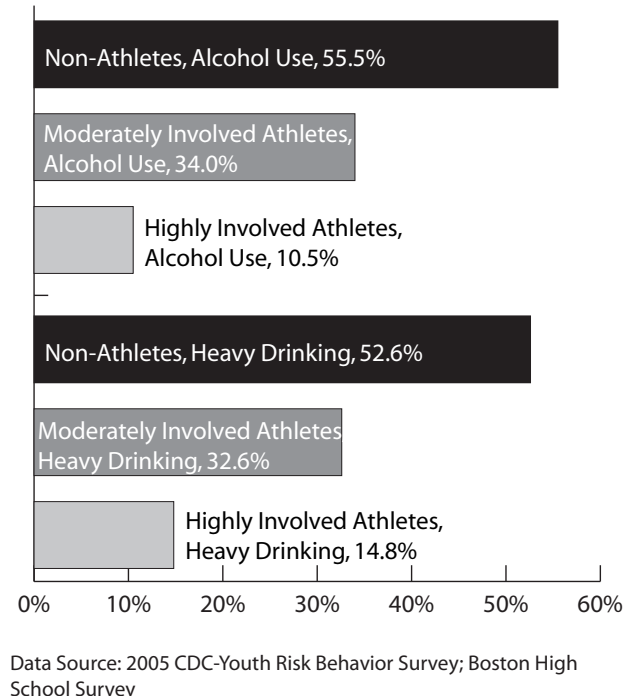 Non-Athletes, Alcohol Use, 55.5%
Moderately Involved Athletes,
Alcohol Use, 34.0%
Highly Involved Athletes,
Alcohol Use, 10.5%
Non-Athletes, Heavy Drinking, 52.6%
Moderately Involved Athletes
Heavy Drinking, 32.6%
Highly Involved Athletes,
Heavy Drinking, 14.8%
0% 10% 20% 30% 40% 50% 60%
Data Source: 2005 CDC-Youth Risk Behavior Survey; Boston High
School Survey